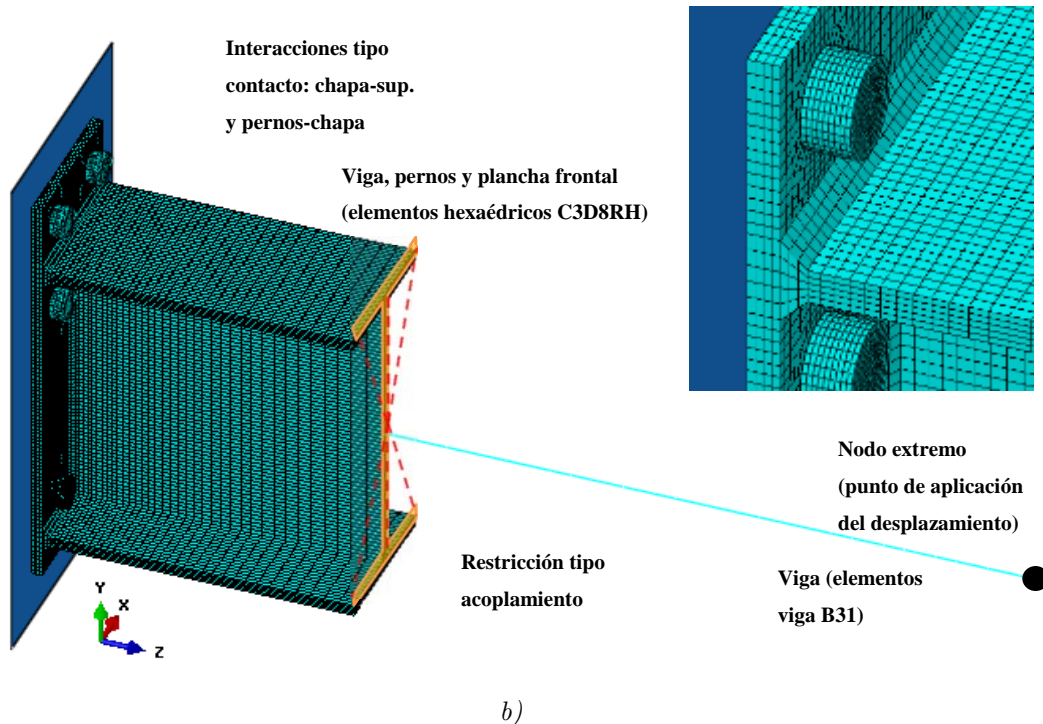 Interacciones tipo
contacto: chapa-sup.
y pernos-chapa
Viga, pernos y plancha frontal
(elementos hexaédricos C3D8RH)
Nodo extremo
(punto de aplicación
del desplazamiento)
Restricción tipo
acoplamiento
Viga (elementos
viga B31)
Y
X
Z
b)